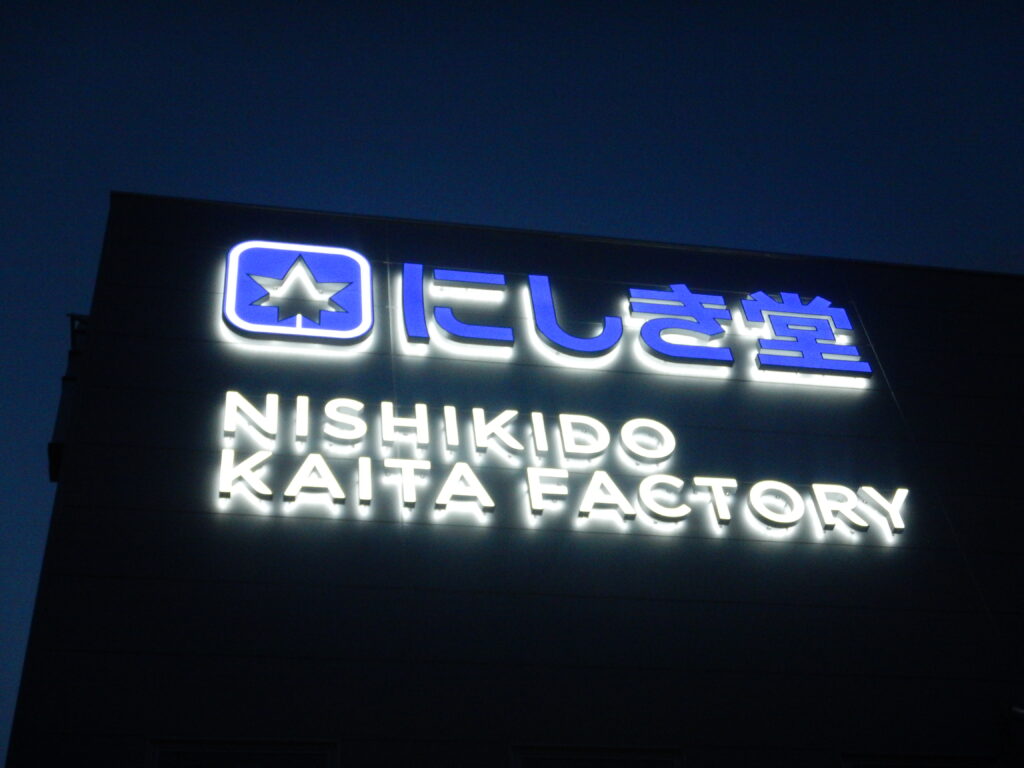 にしき堂
NISHIKIDO
KAITA FACTORY